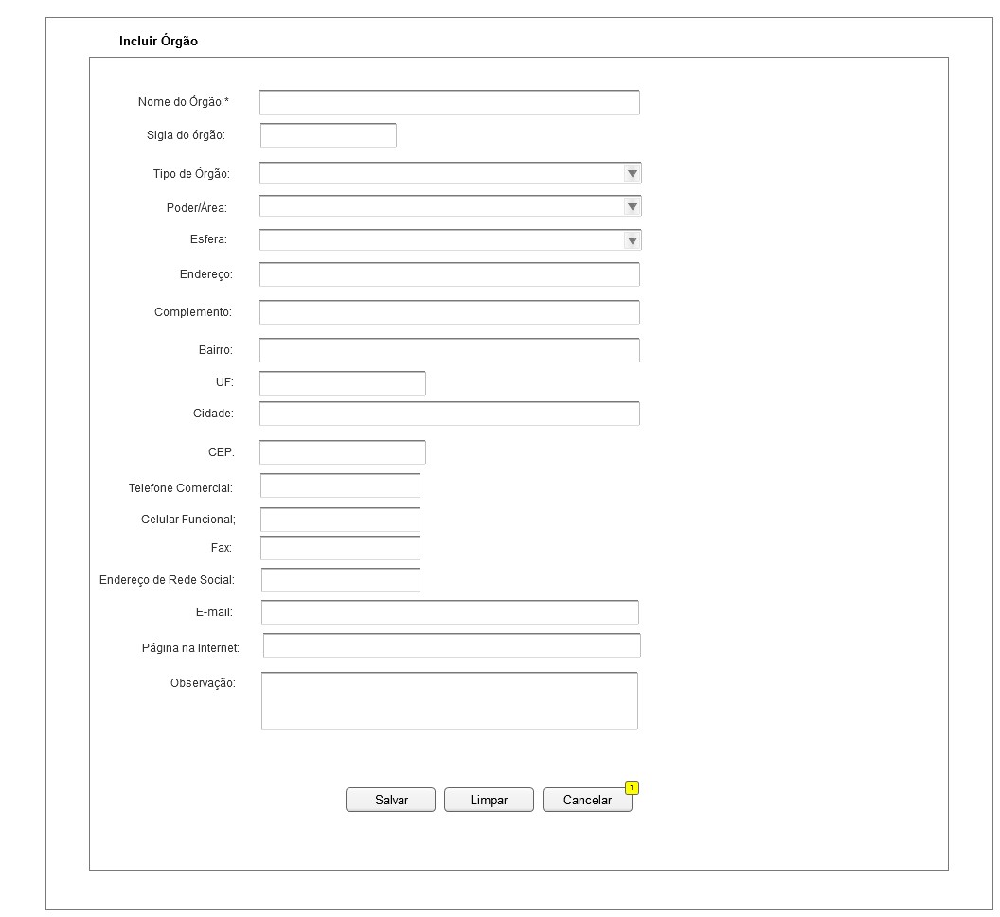 Incluir Órgão
Nome do Órgão:*
Sigla do órgão:
Tipo de Órgão:
Poder/Área:
Esfera:
Endereço:
Complemento:
Bairro:
UF:
Cidade:
CEP:
Telefone Comercial:
Celular Funcional;
Fax:
Endereço de Rede Social:
E-mail:
Página na Internet:
Observação:
1
Salvar Limpar Cancelar